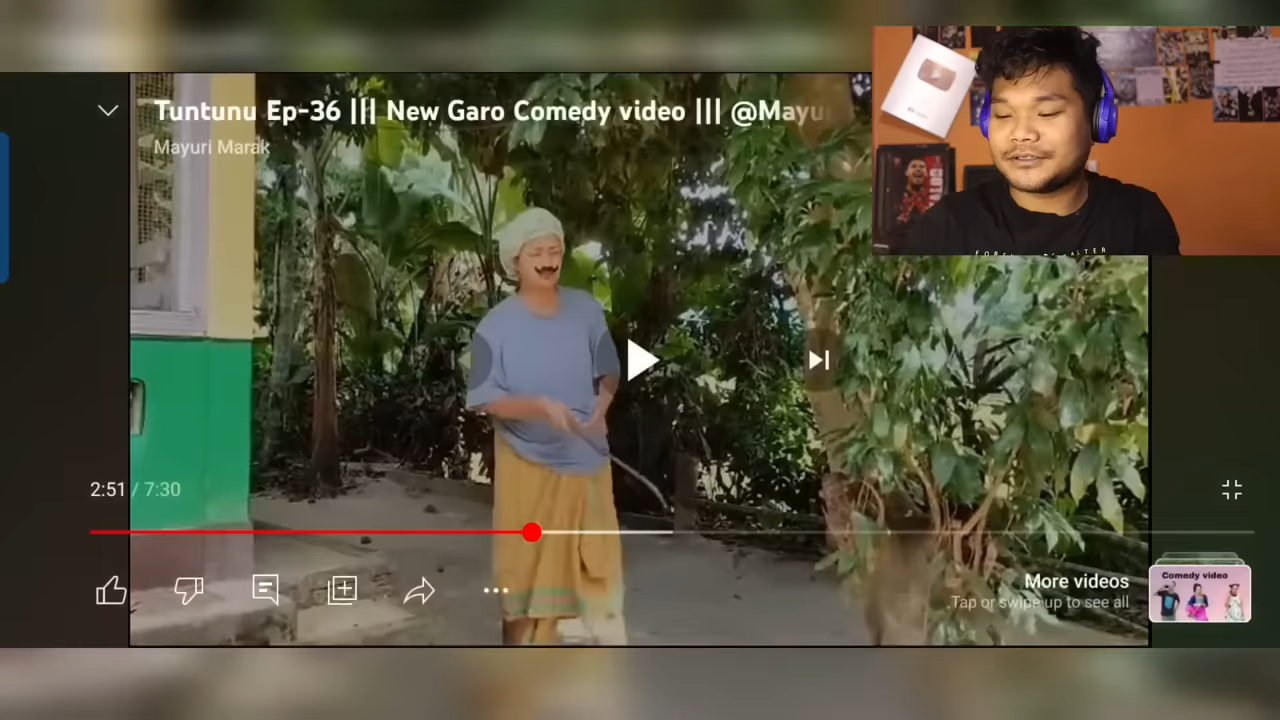 Tuntunu Ep-36 ||| New Garo Comedy video ||| @Mayu
Mayuri Marak
2:51 / 7:30
More videos
Tap or swipe up to see all
Comedy video